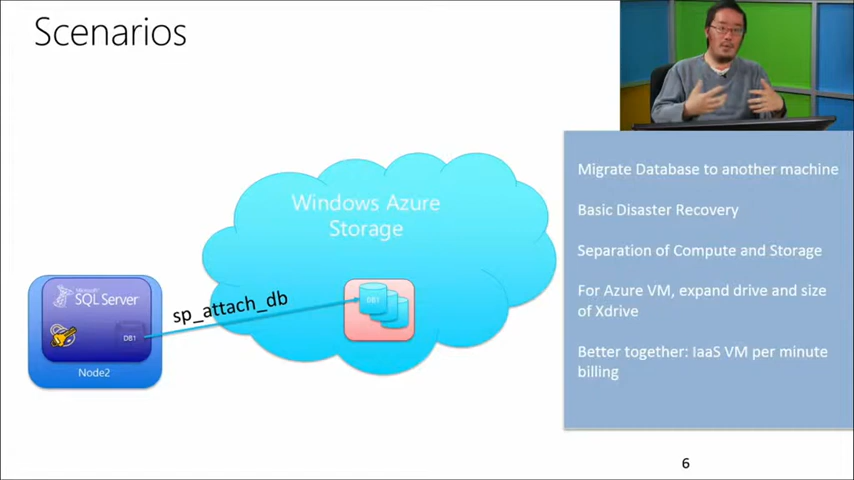 Scenarios
Windows Azure
Storage
Migrate Database to another machine
Basic Disaster Recovery
Separation of Compute and Storage
For Azure VM, expand drive and size
of Xdrive
Better together: IaaS VM per minute
billing
Microsoft
SQL Server
DB1
Node2
sp_attach_db
DB1
6